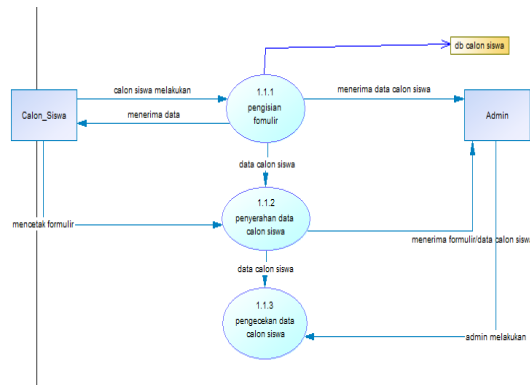 db calon siswa
calon siswa melakukan
1.1.1
pengisian
fomulir
menerima data calon siswa
Calon_Siswa
menerima data
Admin
data calon siswa
1.1.2
penyerahan data
calon siswa
mencetak formulir
menerima formulir/data calon siswa
data calon siswa
1.1.3
pengecekan data
calon siswa
admin melakukan